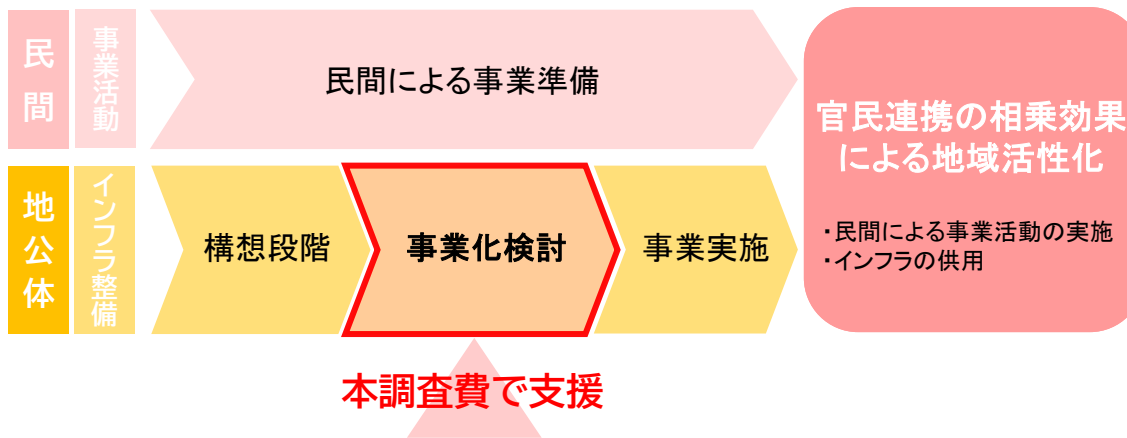 民間
事業活動
民間による事業準備
地公体
インフラ整備
構想段階
事業化検討
事業実施
本調査費で支援
官民連携の相乗効果
による地域活性化
・民間による事業活動の実施
・インフラの供用